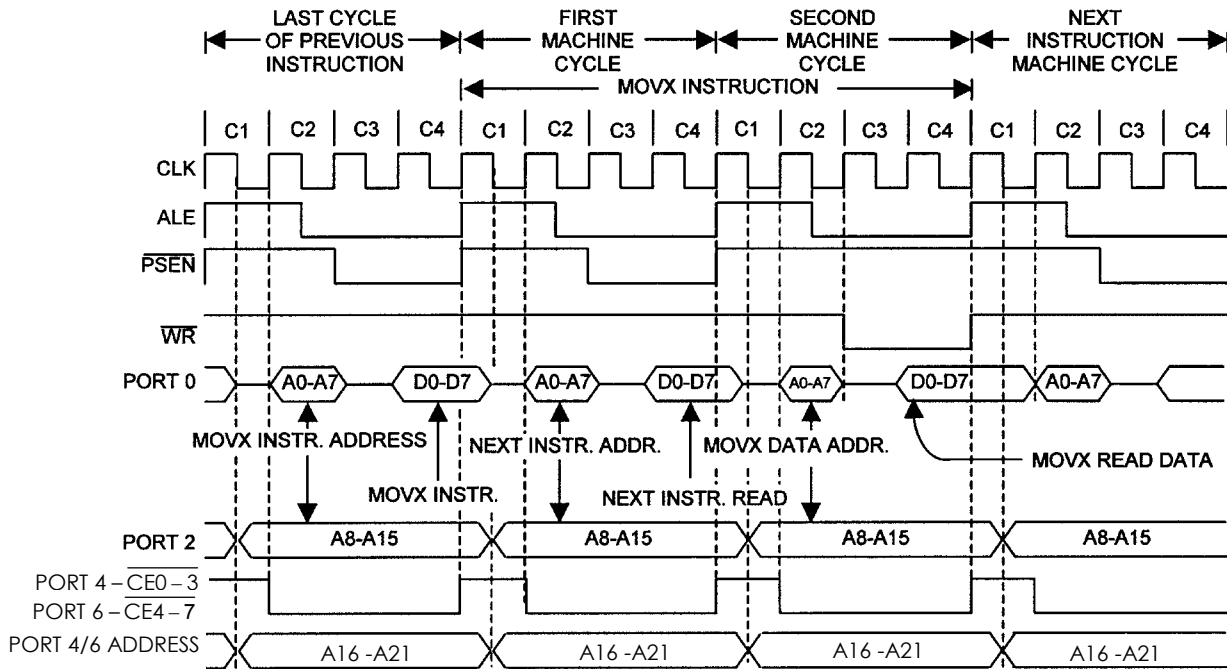 LAST CYCLE OF PREVIOUS INSTRUCTION
FIRST MACHINE CYCLE
SECOND MACHINE CYCLE
NEXT INSTRUCTION MACHINE CYCLE
MOVX INSTRUCTION
C1 C2 C3 C4 C1 C2 C3 C4 C1 C2 C3 C4 C1 C2 C3 C4
CLK
ALE
PSEN
WR
PORT 0 A0-A7 D0-D7 A0-A7 D0-D7 A0-A7 D0-D7 A0-A7
MOVX INSTR. ADDRESS NEXT INSTR. ADDR. MOVX DATA ADDR.
MOVX READ DATA
MOVX INSTR. NEXT INSTR. READ
PORT 2 A8-A15 A8-A15 A8-A15 A8-A15
PORT 4 – CE0 – 3
PORT 6 – CE4 – 7
PORT 4/6 ADDRESS A16 -A21 A16 -A21 A16 -A21 A16 -A21